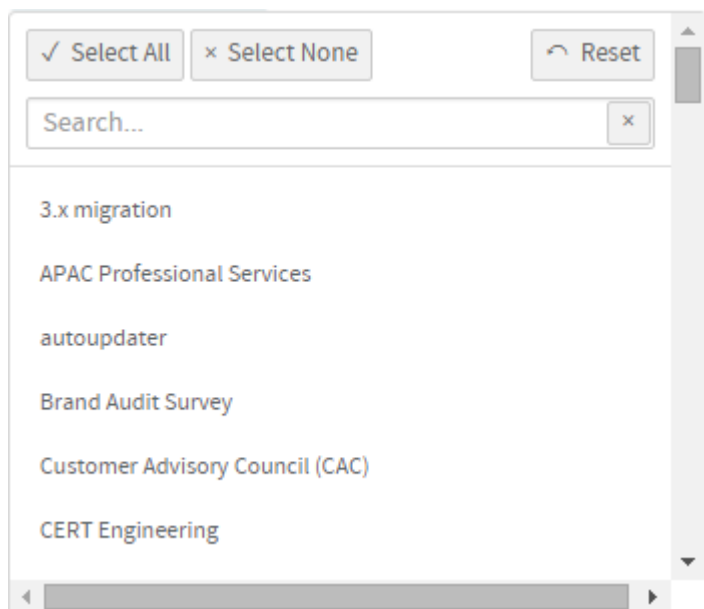 ✓ Select All × Select None Reset
Search... ×
3.x migration
APAC Professional Services
autoupdater
Brand Audit Survey
Customer Advisory Council (CAC)
CERT Engineering